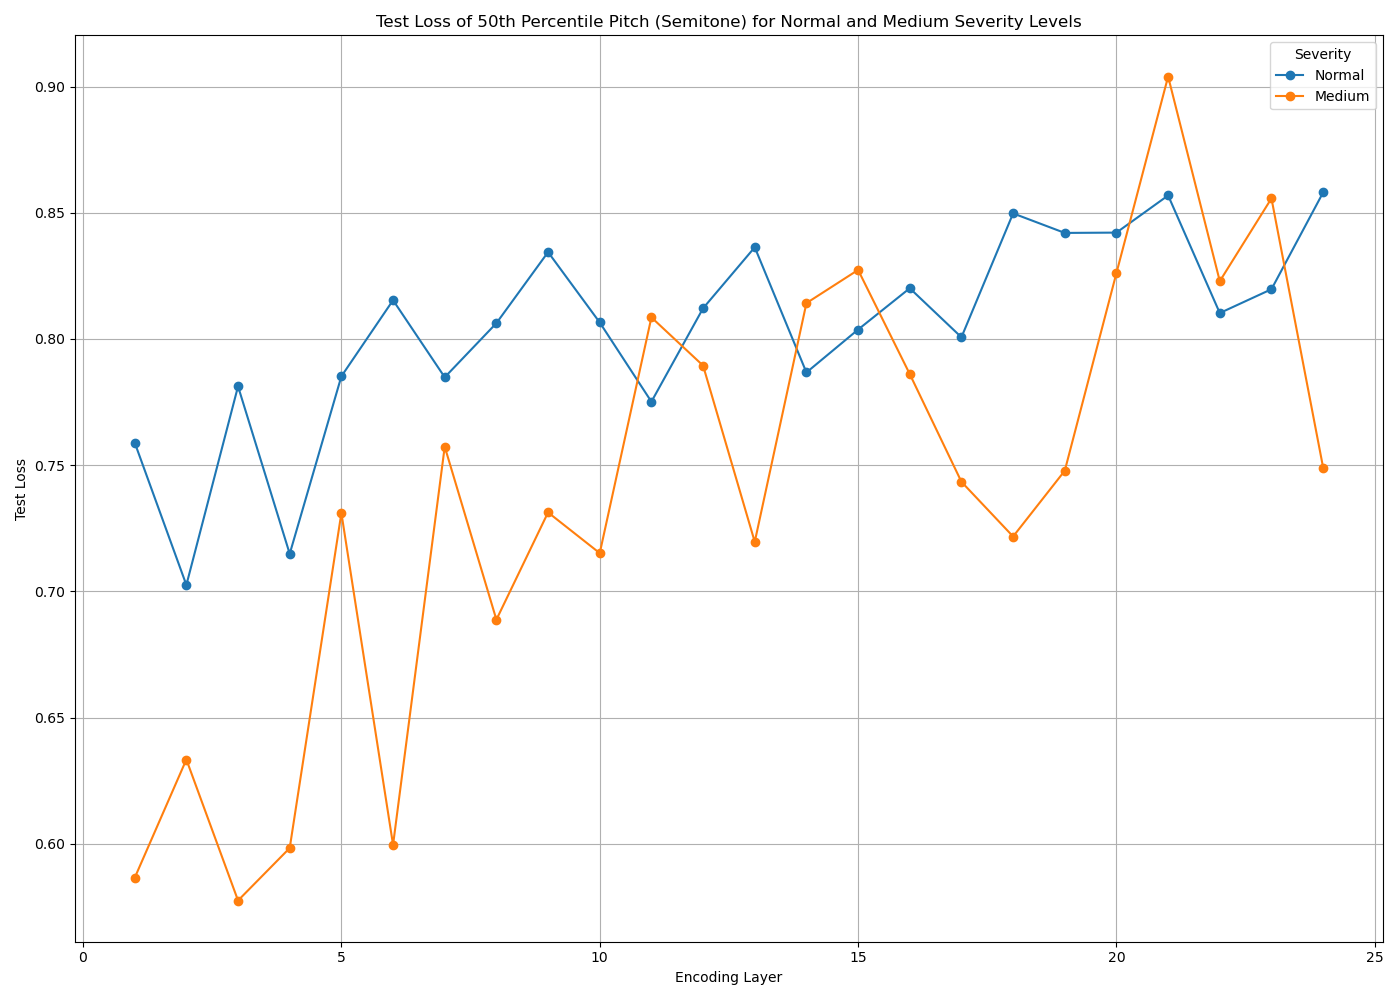 Test Loss of 50th Percentile Pitch (Semitone) for Normal and Medium Severity Levels
Severity
Normal
Medium
Test Loss
0.90
0.85
0.80
0.75
0.70
0.65
0.60
0
5
10
15
20
25
Encoding Layer